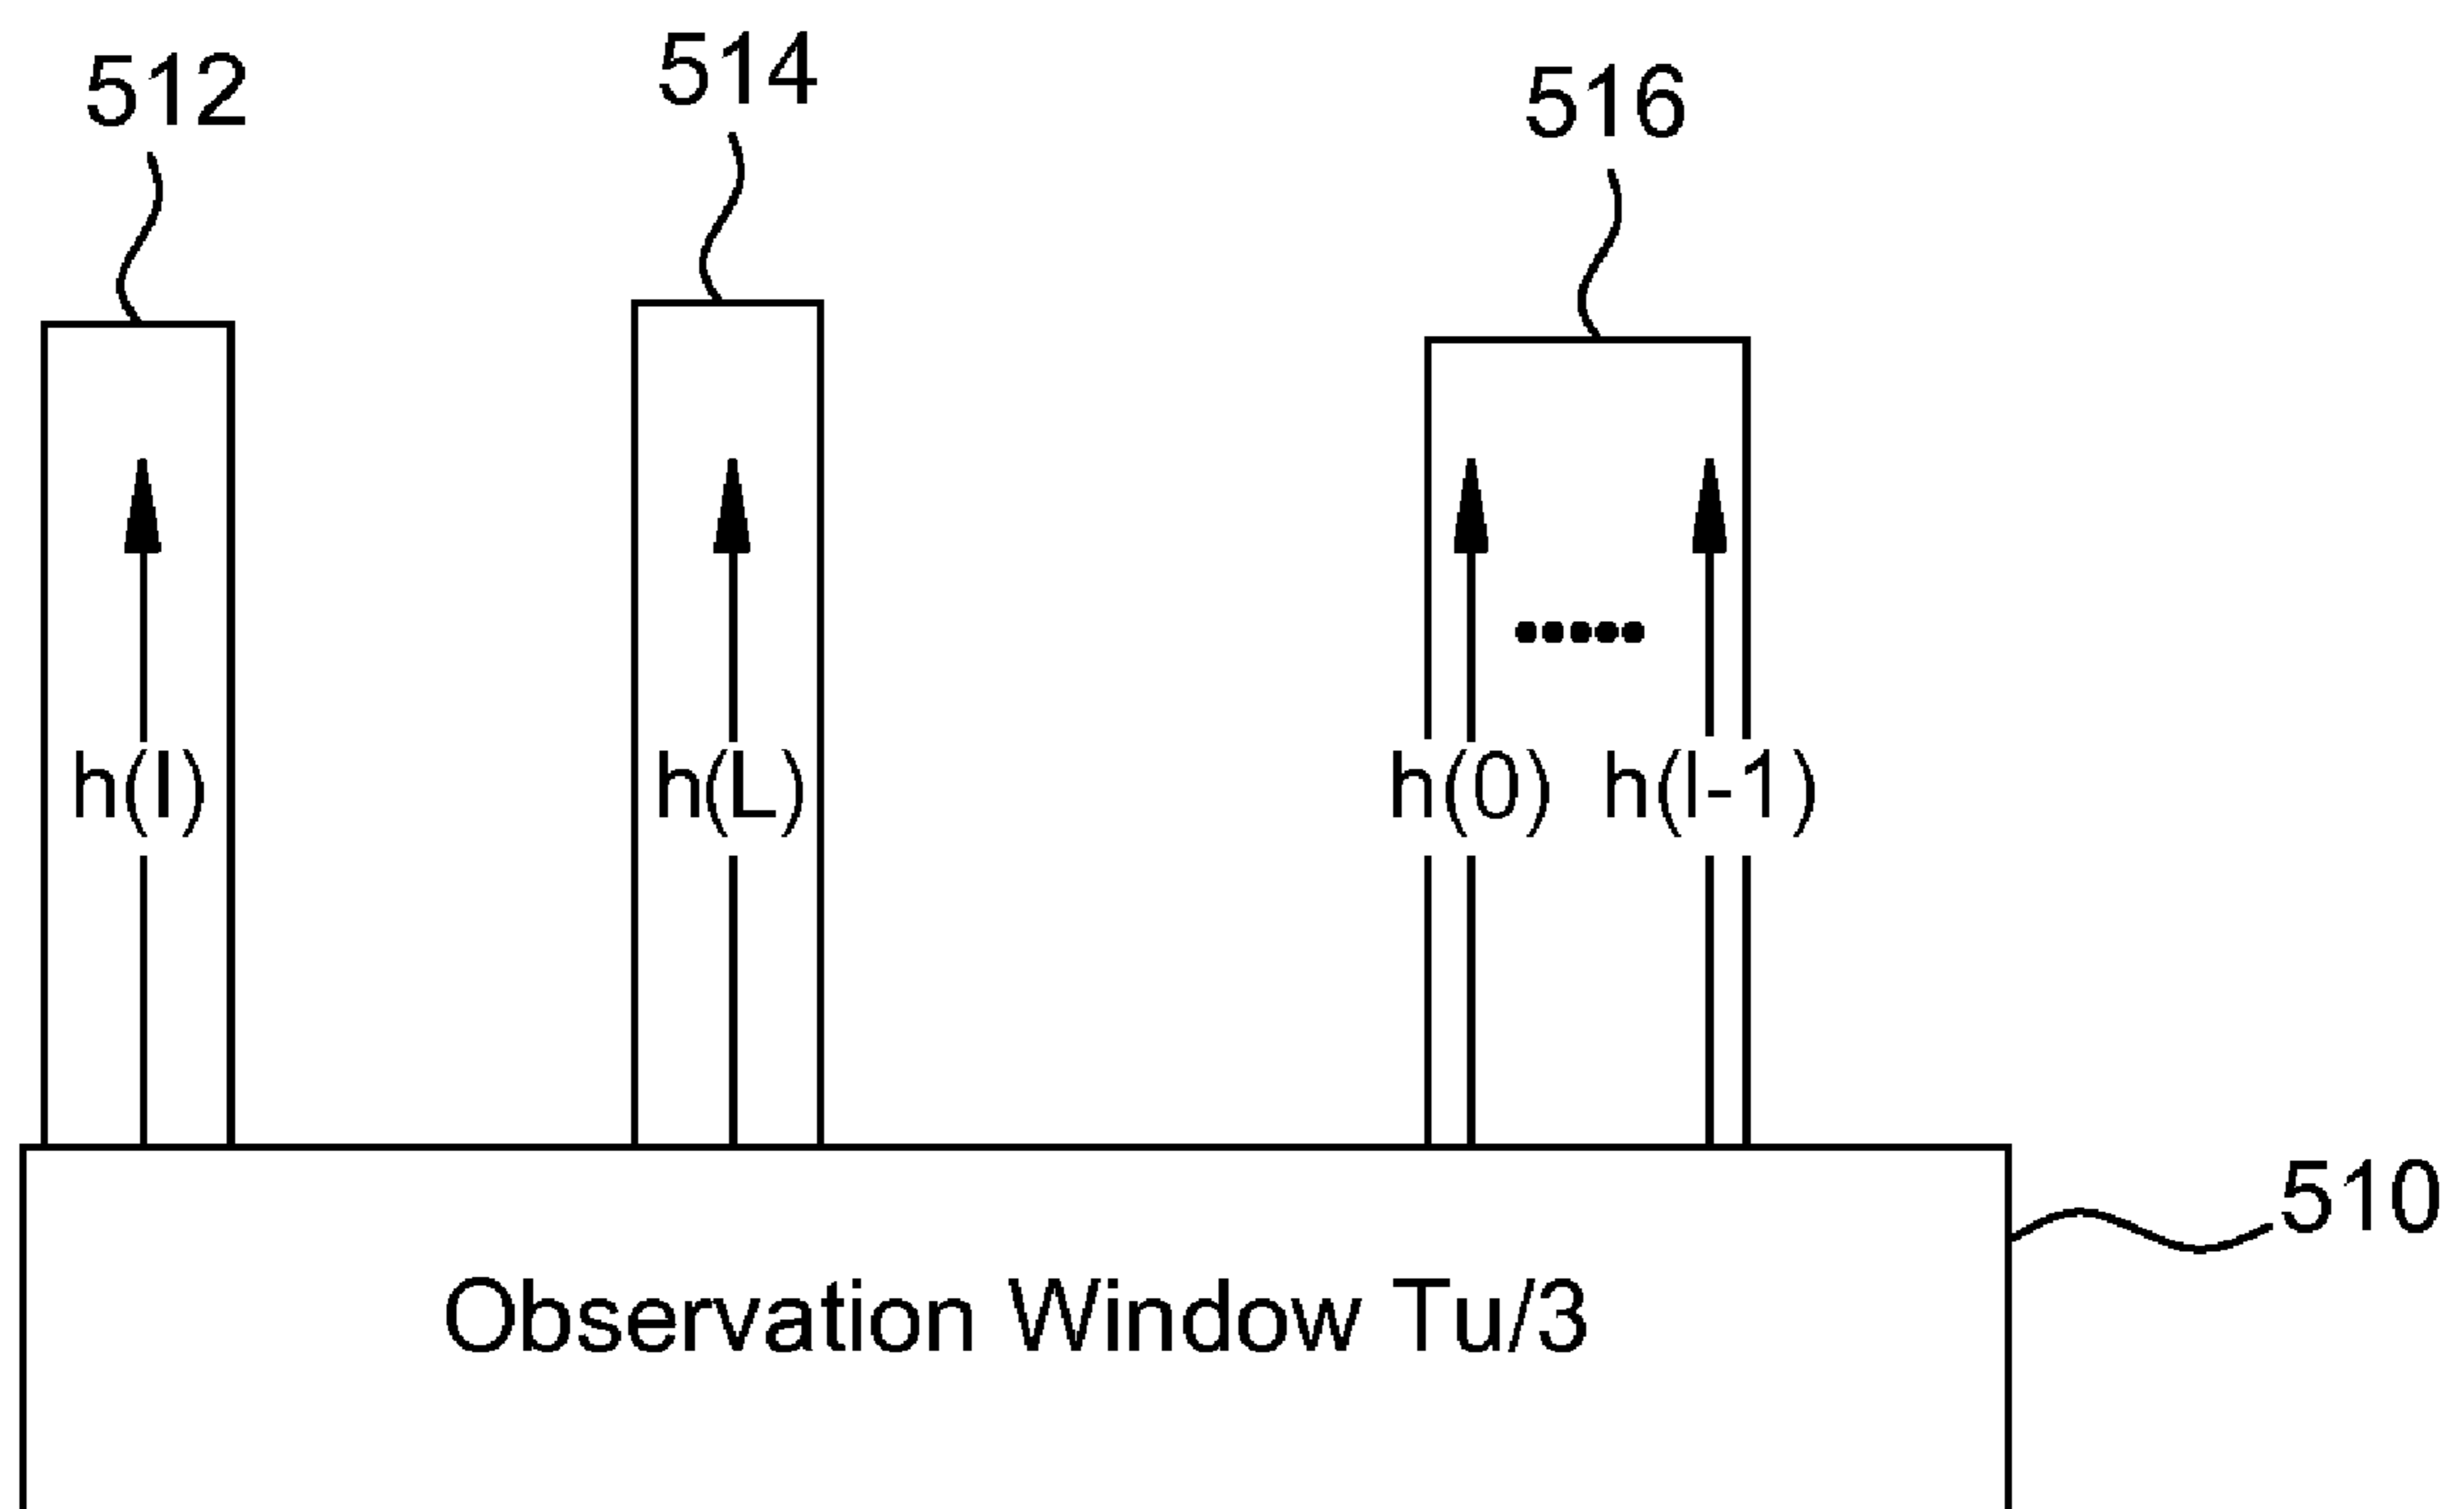 512
514
516
h(l)
h(L)
h(0)
h(l-1)
510
Observation Window Tu/3